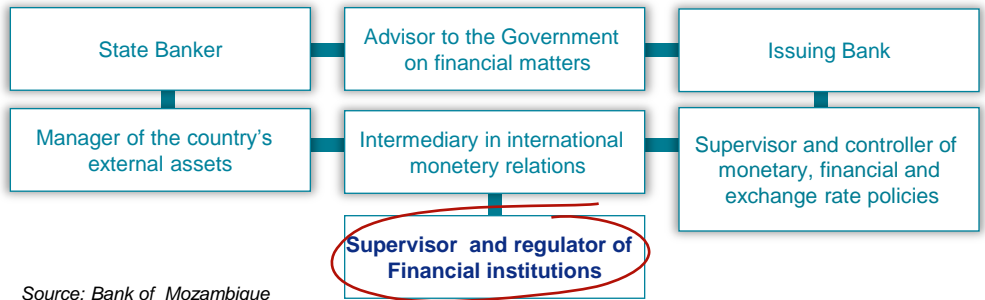 State Banker
Advisor to the Government
on financial matters
Issuing Bank
Manager of the country's
external assets
Intermediary in international
monetery relations
Supervisor and controller of
monetary, financial and
exchange rate policies
Supervisor and regulator of
Financial institutions
Source: Bank of Mozambique